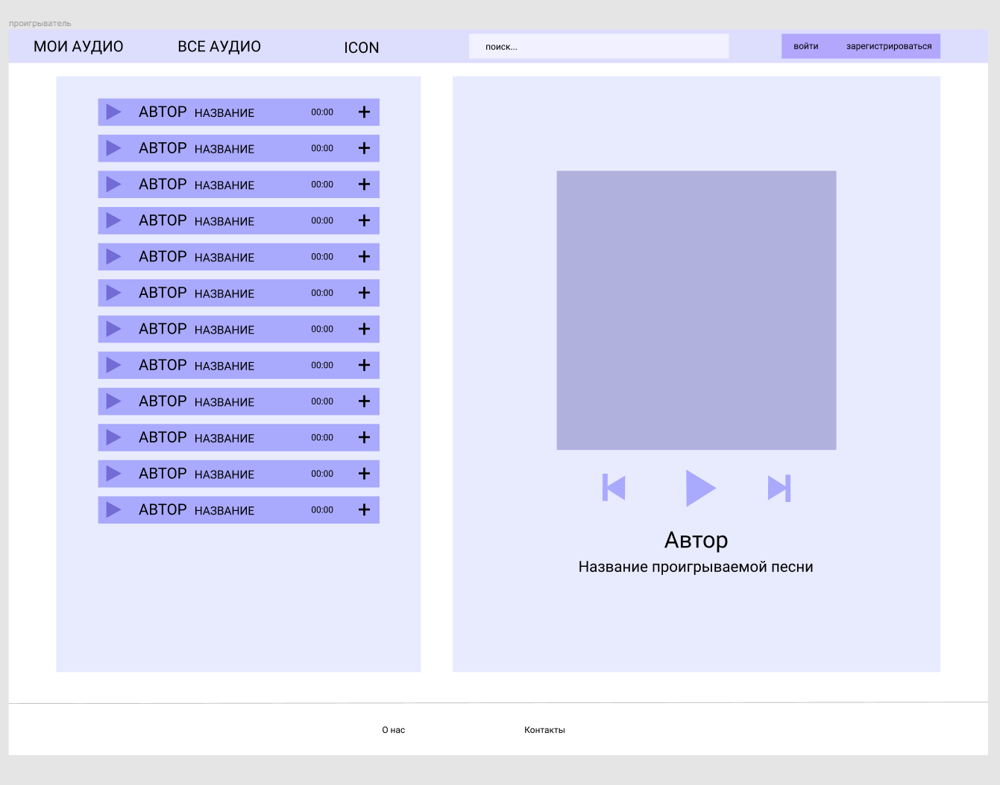 проигрыватель
МОИ АУДИО ВСЕ АУДИО ICON поиск... войти зарегистрироваться
АВТОР НАЗВАНИЕ 00:00 +
АВТОР НАЗВАНИЕ 00:00 +
АВТОР НАЗВАНИЕ 00:00 +
АВТОР НАЗВАНИЕ 00:00 +
АВТОР НАЗВАНИЕ 00:00 +
АВТОР НАЗВАНИЕ 00:00 +
АВТОР НАЗВАНИЕ 00:00 +
АВТОР НАЗВАНИЕ 00:00 +
АВТОР НАЗВАНИЕ 00:00 +
АВТОР НАЗВАНИЕ 00:00 +
АВТОР НАЗВАНИЕ 00:00 +
АВТОР НАЗВАНИЕ 00:00 +
Автор
Название проигрываемой песни
О нас Контакты